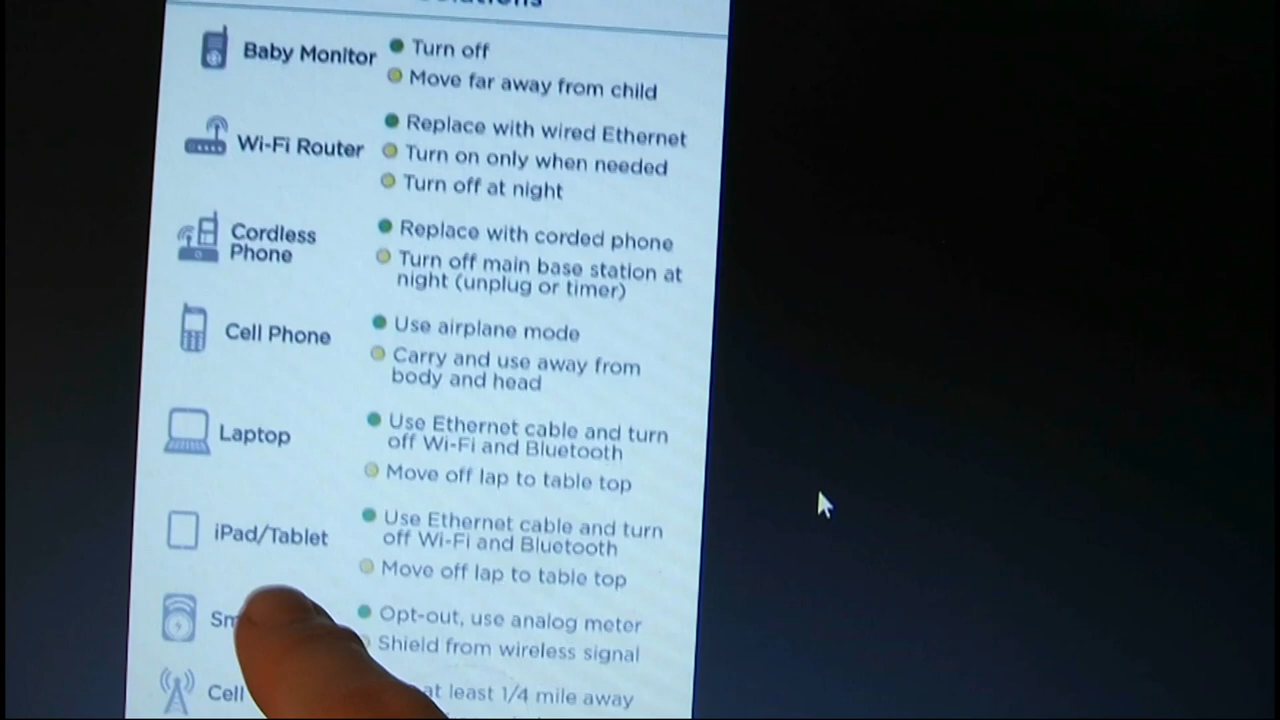 Baby Monitor
Turn off
Move far away from child
Wi-Fi Router
Replace with wired Ethernet
Turn on only when needed
Turn off at night
Cordless
Phone
Replace with corded phone
Turn off main base station at
night (unplug or timer)
Cell Phone
Use airplane mode
Carry and use away from
body and head
Laptop
Use Ethernet cable and turn
off Wi-Fi and Bluetooth
Move off lap to table top
iPad/Tablet
Use Ethernet cable and turn
off Wi-Fi and Bluetooth
Move off lap to table top
Opt-out, use analog meter
Shield from wireless signal
Cell
at least 1/4 mile away